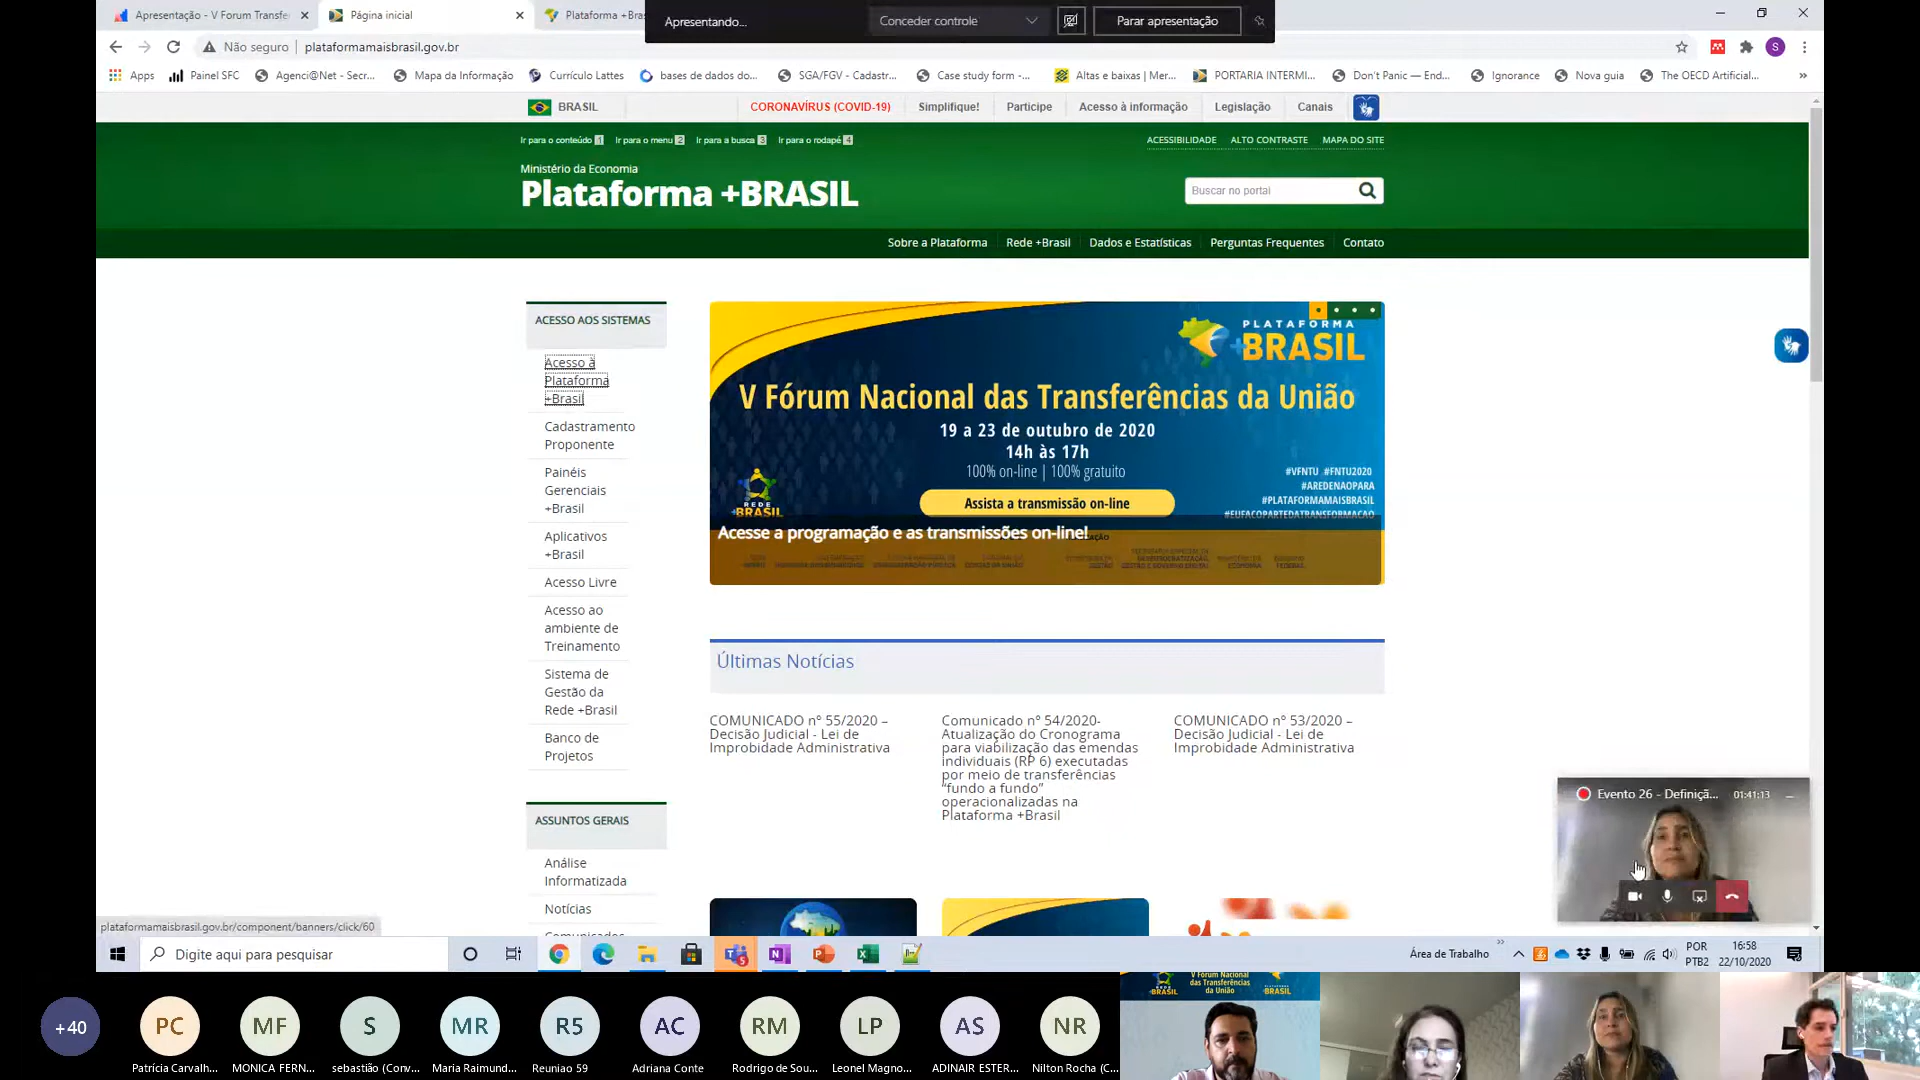 Apresentação - V Forum Transfe
Página inicial
Plataforma +Bras
Apresentando...
Conceder controle
Parar apresentação
Não seguro
plataformamaisbrasil.gov.br
S
Apps
Painel SFC
Agenci@Net - Secr...
Mapa da Informação
Currículo Lattes
bases de dados do...
SGA/FGV - Cadastr...
Case study form -...
Altas e baixas | Mer...
PORTARIA INTERMI...
Don't Panic — End...
Ignorance
Nova guia
The OECD Artificial...
BRASIL
CORONAVÍRUS (COVID-19)
Simplifique!
Participe
Acesso à informação
Legislação
Canais
Ir para o conteúdo 1
Ir para o menu 2
Ir para a busca 3
Ir para o rodapé 4
ACESSIBILIDADE
ALTO CONTRASTE
MAPA DO SITE
Ministério da Economia
Plataforma +BRASIL
Buscar no portal
Sobre a Plataforma
Rede +Brasil
Dados e Estatísticas
Perguntas Frequentes
Contato
ACESSO AOS SISTEMAS
Acesso à
Plataforma
+Brasil
Cadastramento
Proponente
Painéis
Gerenciais
+Brasil
Aplicativos
+Brasil
Acesso Livre
Acesso ao
ambiente de
Treinamento
Sistema de
Gestão da
Rede +Brasil
Banco de
Projetos
ASSUNTOS GERAIS
Análise
Informatizada
Notícias
PLATAFORMA
+BRASIL
V Fórum Nacional das Transferências da União
19 a 23 de outubro de 2020
14h às 17h
100% on-line | 100% gratuito
Assista a transmissão on-line
#VFNTU #FNTU2020
#AREDENAOPARA
#PLATAFORMAMAISBRASIL
#EUFACOPARTEDATRANSFORMACAO
REDE
+BRASIL
Acesse a programação e as transmissões on-line!
Últimas Notícias
COMUNICADO nº 55/2020 –
Decisão Judicial - Lei de
Improbidade Administrativa
Comunicado nº 54/2020-
Atualização do Cronograma
para viabilização das emendas
individuais (RP 6) executadas
por meio de transferências
"fundo a fundo"
operacionalizadas na
Plataforma +Brasil
COMUNICADO nº 53/2020 –
Decisão Judicial - Lei de
Improbidade Administrativa
Evento 26 - Definiçã...
01:41:13
plataformamaisbrasil.gov.br/component/banners/click/60
Digite aqui para pesquisar
Área de Trabalho
POR
PTB2
16:58
22/10/2020
+40
PC
MF
S
MR
R5
AC
RM
LP
AS
NR
Patrícia Carvalh...
MONICA FERN...
sebastião (Conv...
Maria Raimund...
Reuniao 59
Adriana Conte
Rodrigo de Sou...
Leonel Magno...
ADINAIR ESTER...
Nilton Rocha (C...
V Fórum Nacional
das Transferências
da União